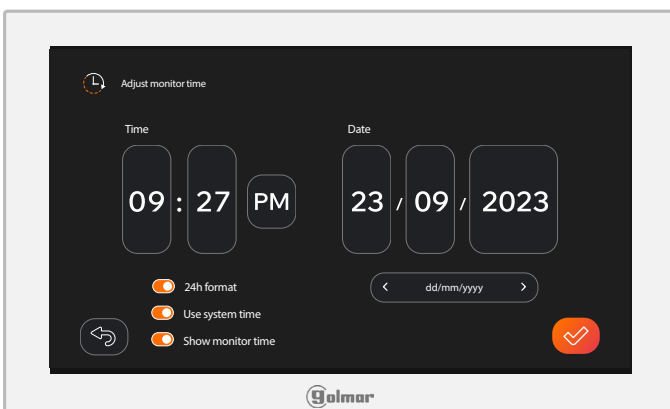 Adjust monitor time
Time
Date
09 : 27 PM
23 / 09 / 2023
24h format
dd/mm/yyyy
Use system time
Show monitor time
golmar